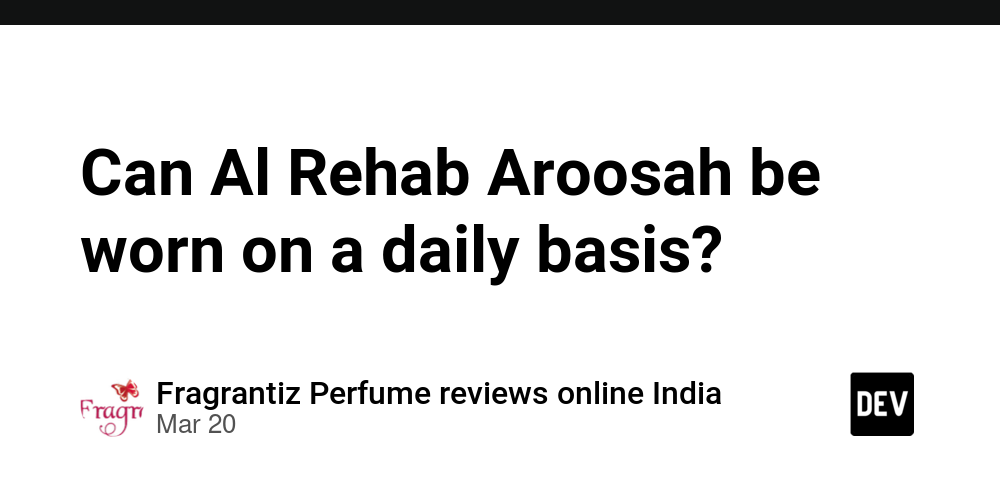 Can Al Rehab Aroosah be
worn on a daily basis?
Fragr
Fragrantiz Perfume reviews online India
Mar 20
DEV